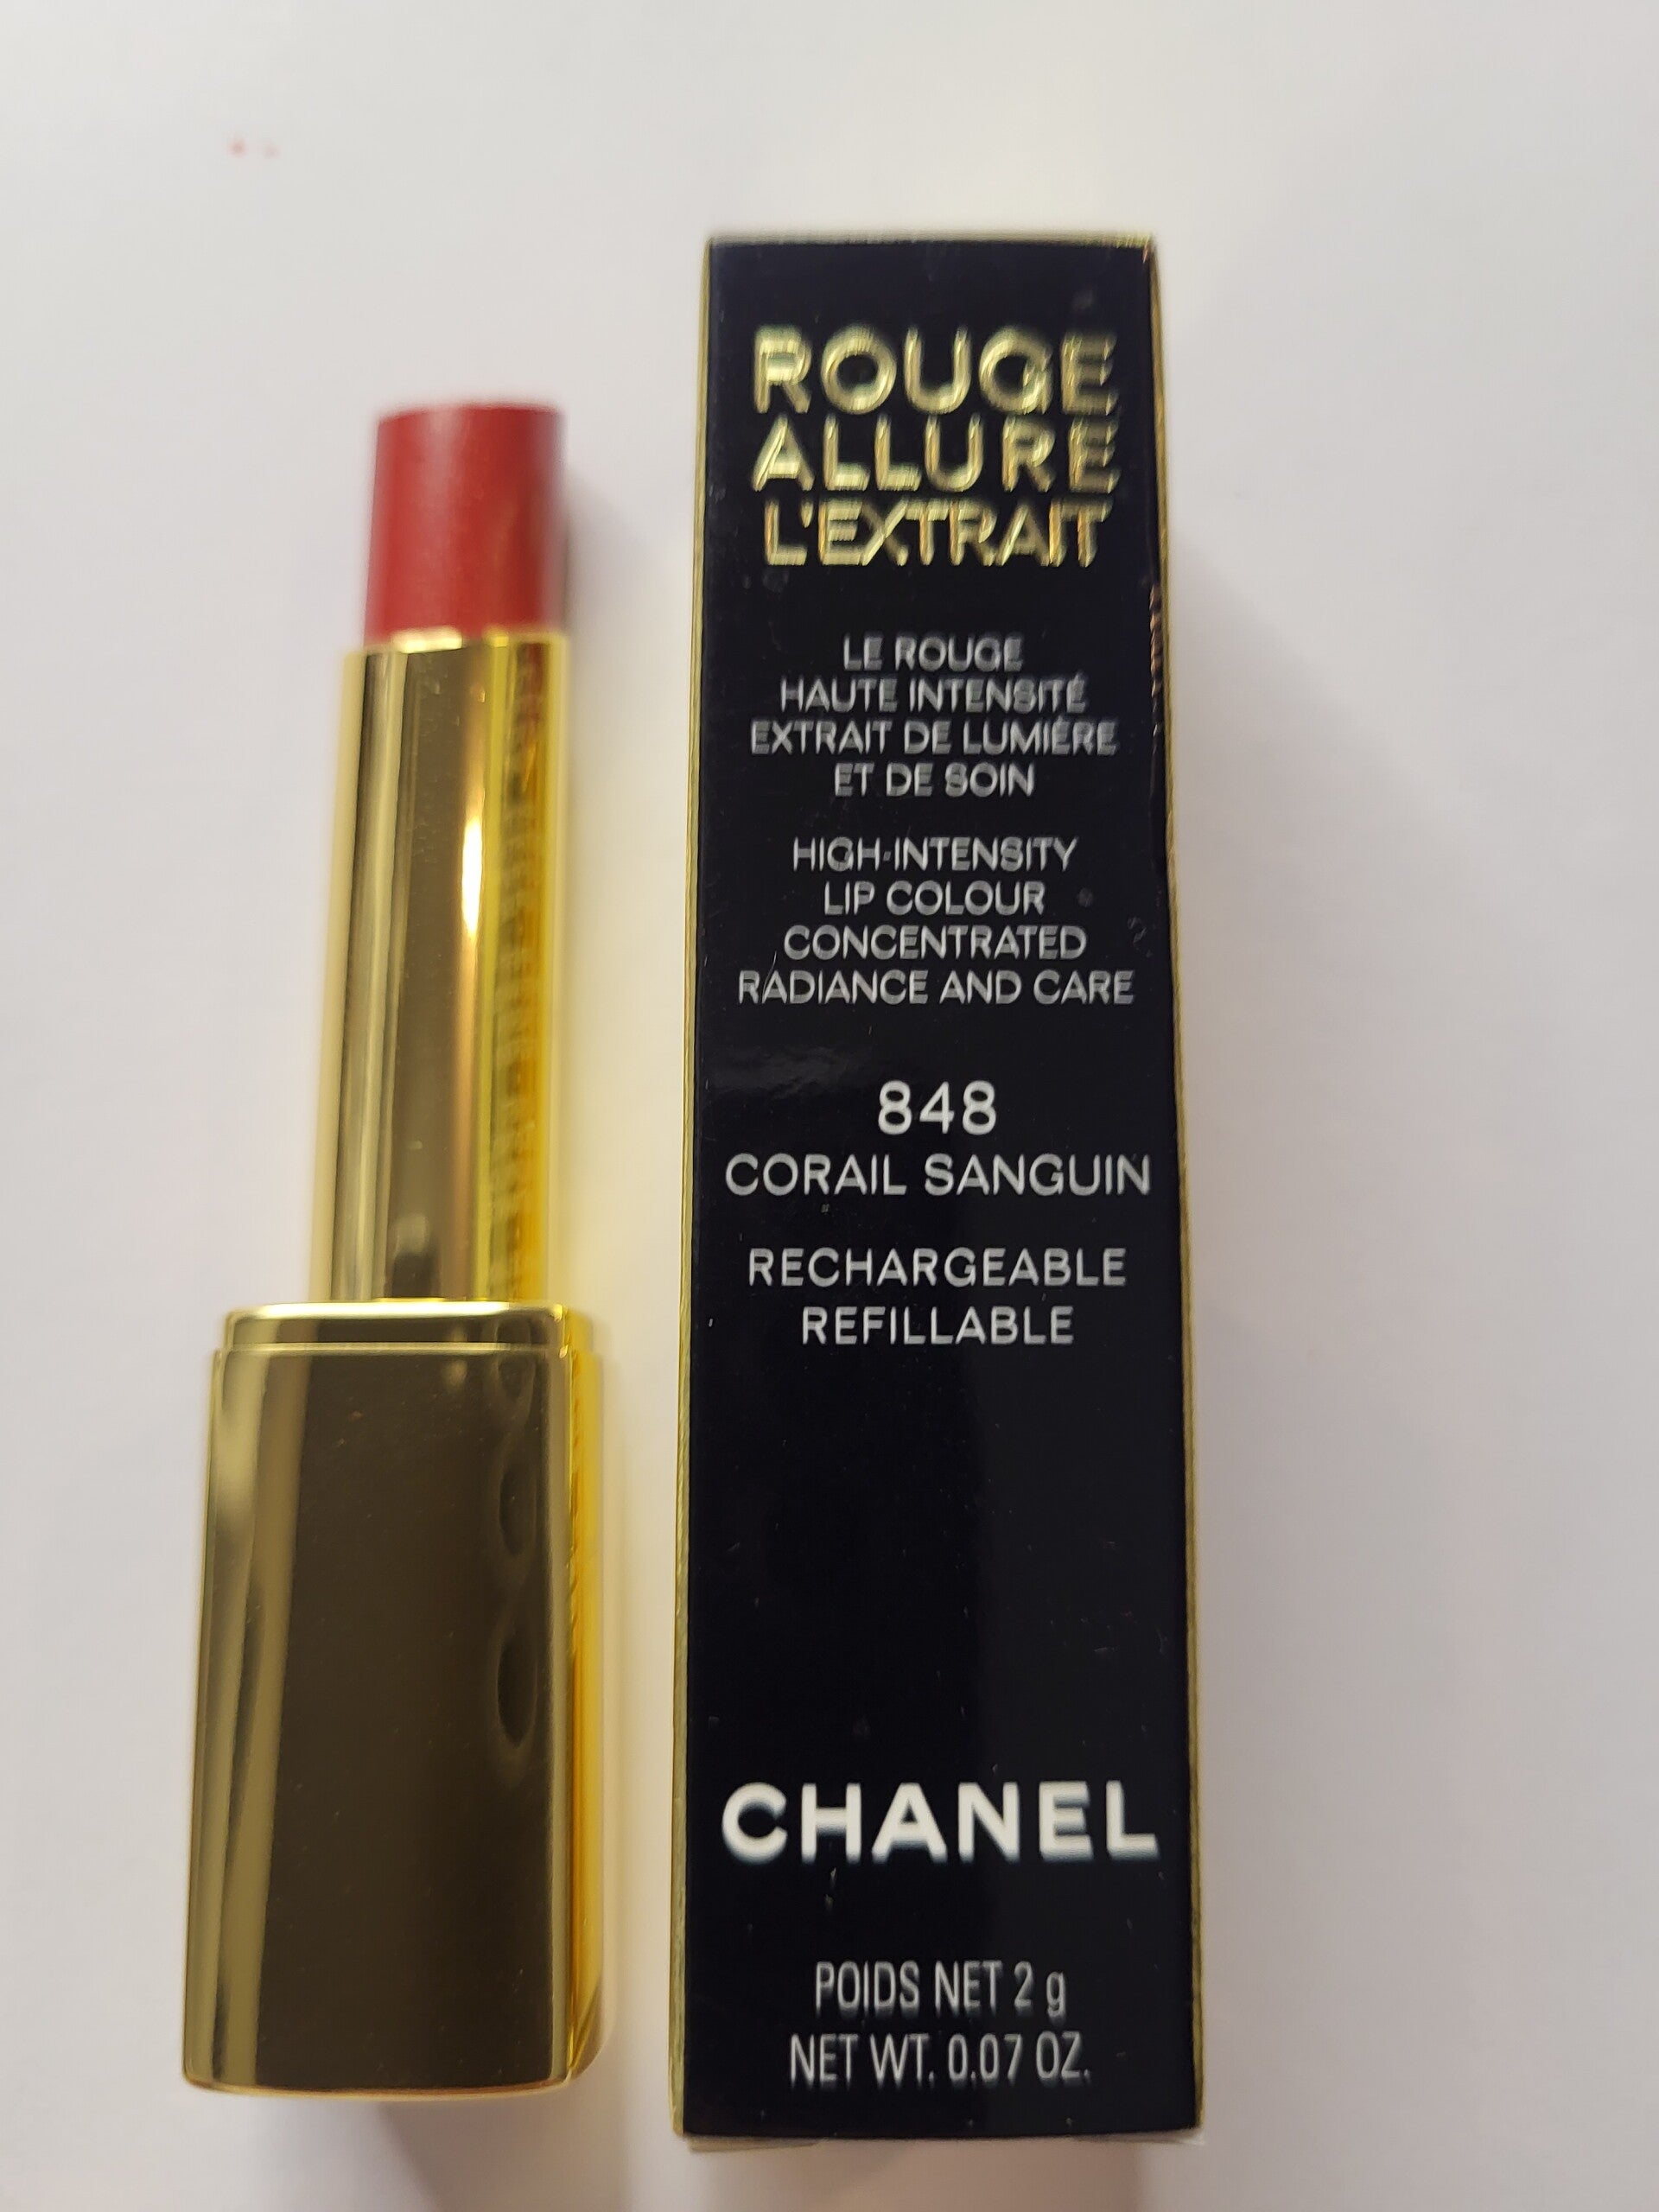 ROUGE
ALLURE
L'EXTRAIT
LE ROUGE
HAUTE INTENSITÉ
EXTRAIT DE LUMIÈRE
ET DE SOIN
HIGH-INTENSITY
LIP COLOUR
CONCENTRATED
RADIANCE AND CARE
848
CORAIL SANGUIN
RECHARGEABLE
REFILLABLE
CHANEL
POIDS NET 2 g
NET WT. 0.07 OZ.